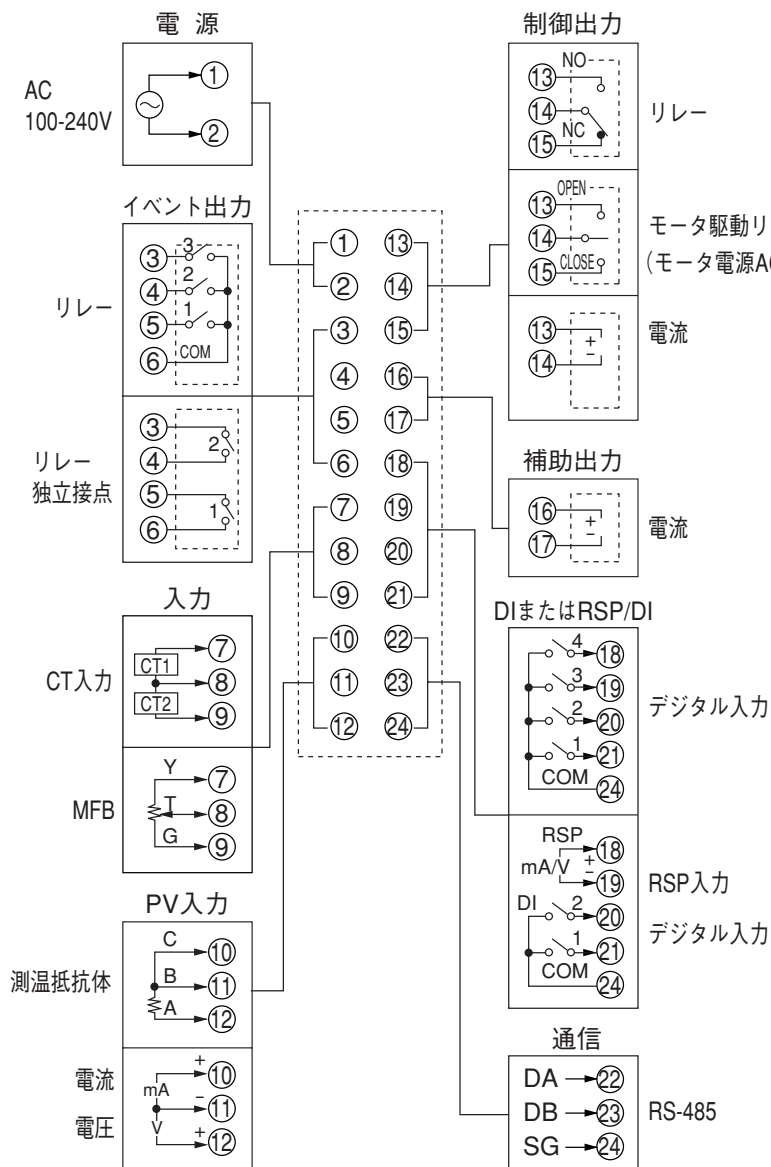 電 源
AC
100-240V
①
②
イベント出力
リレー
③ 3
④ 2
⑤ 1
⑥ COM
リレー
独立接点
③
④ 2
⑤
⑥ 1
入力
CT入力
CT1 ⑦
⑧
CT2 ⑨
MFB
Y ⑦
T ⑧
G ⑨
PV入力
測温抵抗体
C ⑩
B ⑪
A ⑫
電流
電圧
mA + ⑩
- ⑪
V + ⑫
① ⑬
② ⑭
③ ⑮
④ ⑯
⑤ ⑰
⑥ ⑱
⑦ ⑲
⑧ ⑳
⑨ ㉑
⑩ ㉒
⑪ ㉓
⑫ ㉔
制御出力
⑬ NO
⑭
⑮ NC
リレー
⑬ OPEN
⑭
⑮ CLOSE
モータ駆動リ
(モータ電源A
⑬ +
⑭ -
電流
補助出力
⑯ +
⑰ -
電流
DIまたはRSP/DI
4 ⑱
3 ⑲
2 ⑳
1 ㉑
COM ㉔
デジタル入力
RSP ⑱
mA/V + -
⑲
DI 2 ⑳
1 ㉑
COM ㉔
RSP入力
デジタル入力
通信
DA ㉒
DB ㉓
SG ㉔
RS-485